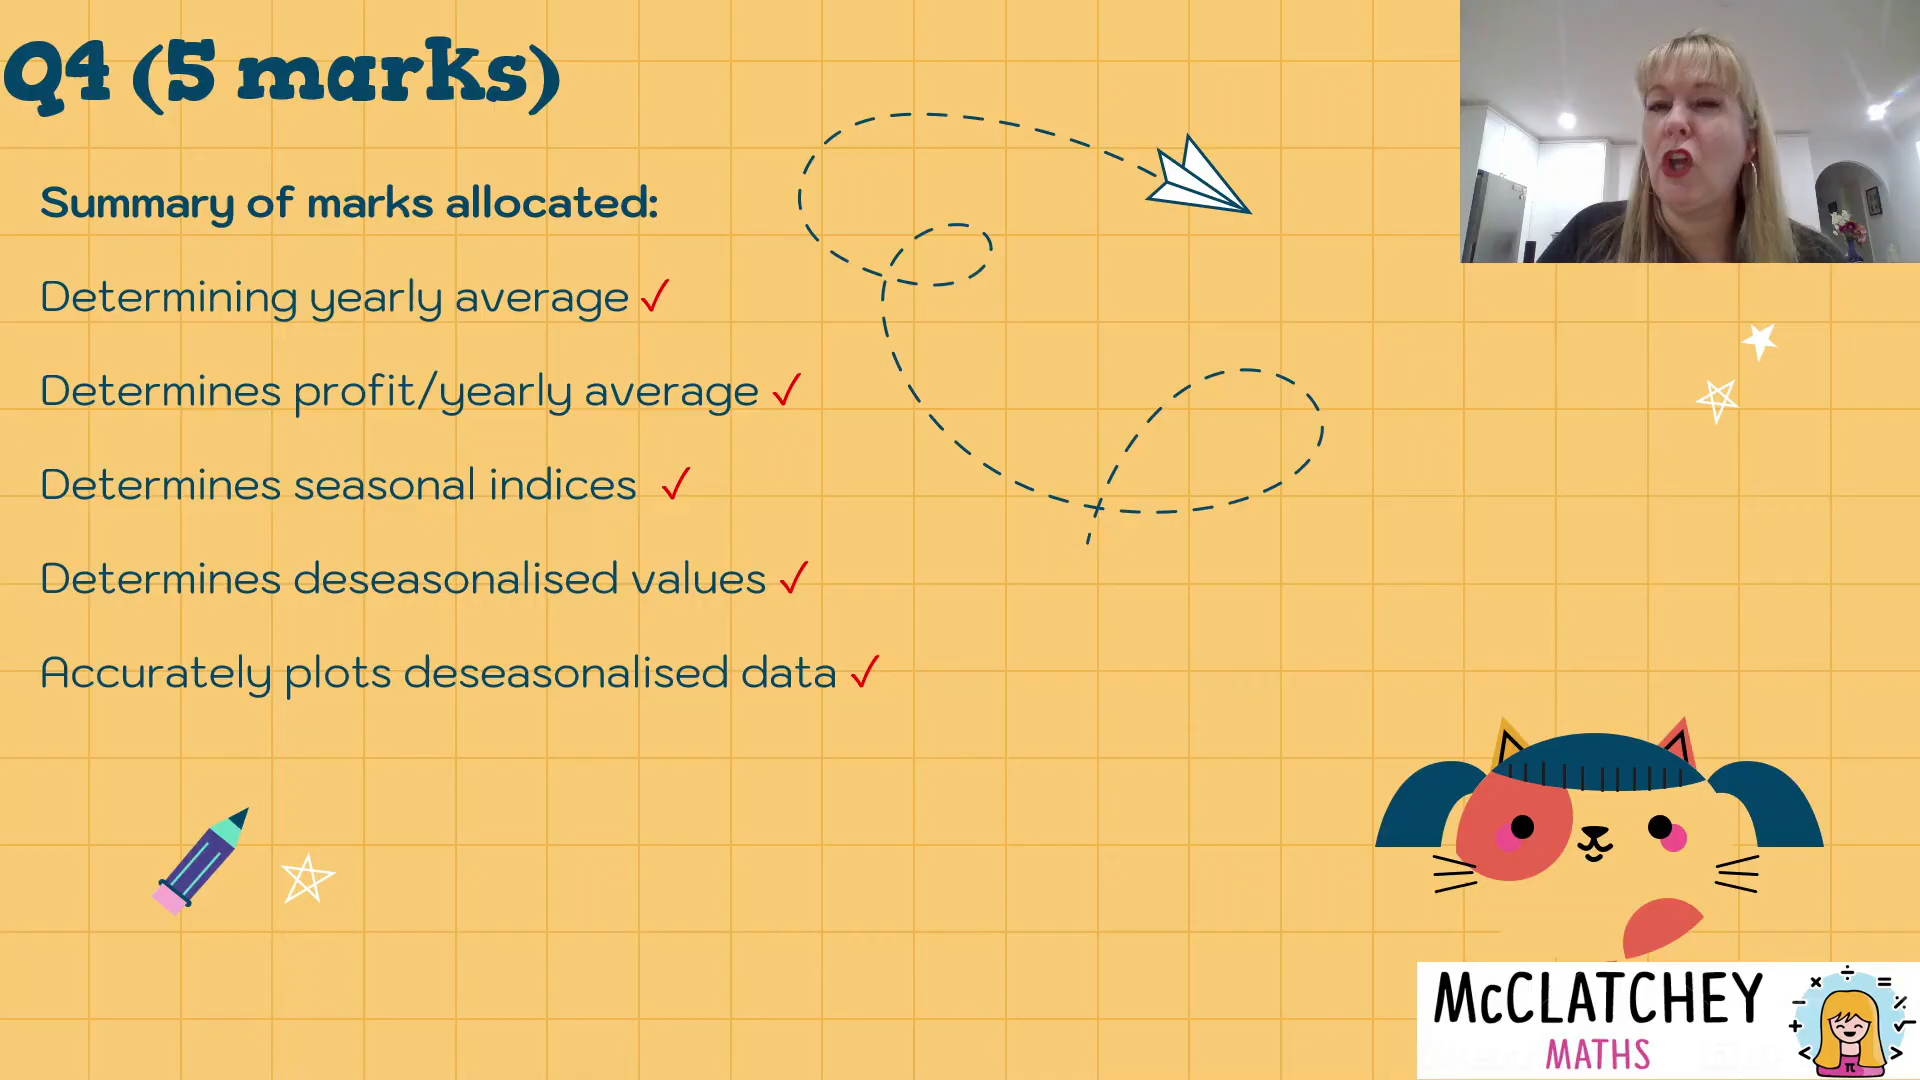 Q4 (5 marks)
Summary of marks allocated:
Determining yearly average ✓
Determines profit/yearly average ✓
Determines seasonal indices ✓
Determines deseasonalised values ✓
Accurately plots deseasonalised data ✓
McCLATCHEY
MATHS